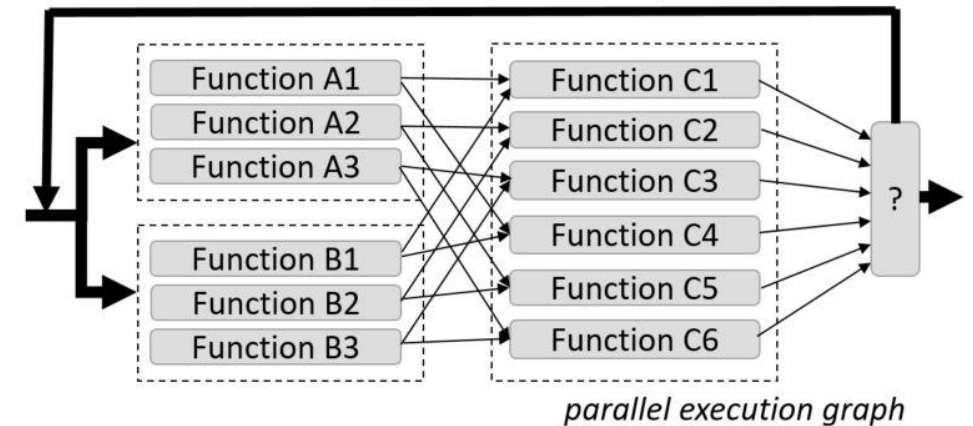 Function A1
Function A2
Function A3
Function B1
Function B2
Function B3
Function C1
Function C2
Function C3
Function C4
Function C5
Function C6
?
parallel execution graph